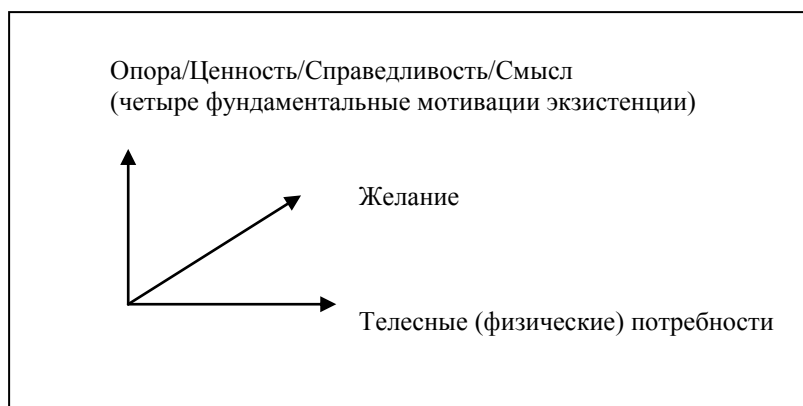 Опора/Ценность/Справедливость/Смысл
(четыре фундаментальные мотивации экзистенции)
Желание
Телесные (физические) потребности